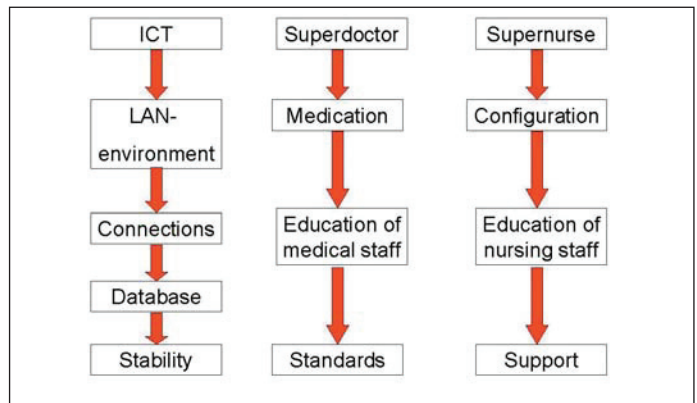 ICT
LAN-
environment
Connections
Database
Stability
Superdoctor
Medication
Education of
medical staff
Standards
Supernurse
Configuration
Education of
nursing staff
Support